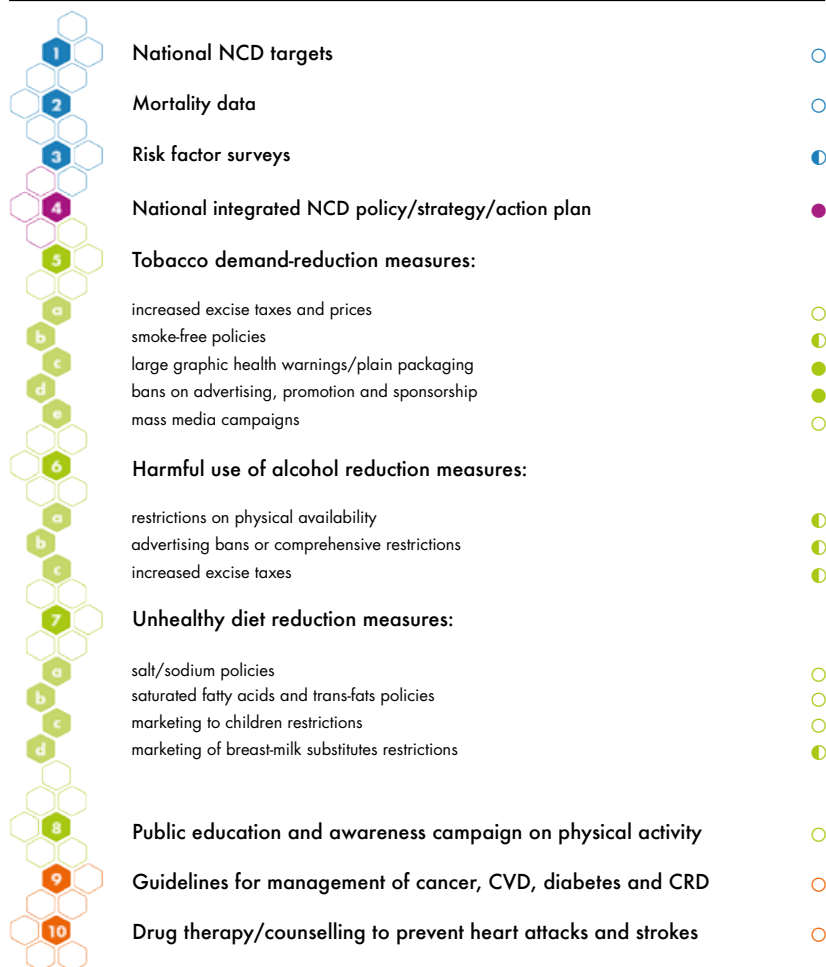 1 National NCD targets
2 Mortality data
3 Risk factor surveys
4 National integrated NCD policy/strategy/action plan
5 Tobacco demand-reduction measures:
a increased excise taxes and prices
b smoke-free policies
c large graphic health warnings/plain packaging
d bans on advertising, promotion and sponsorship
e mass media campaigns
6 Harmful use of alcohol reduction measures:
a restrictions on physical availability
b advertising bans or comprehensive restrictions
c increased excise taxes
7 Unhealthy diet reduction measures:
a salt/sodium policies
b saturated fatty acids and trans-fats policies
c marketing to children restrictions
d marketing of breast-milk substitutes restrictions
8 Public education and awareness campaign on physical activity
9 Guidelines for management of cancer, CVD, diabetes and CRD
10 Drug therapy/counselling to prevent heart attacks and strokes